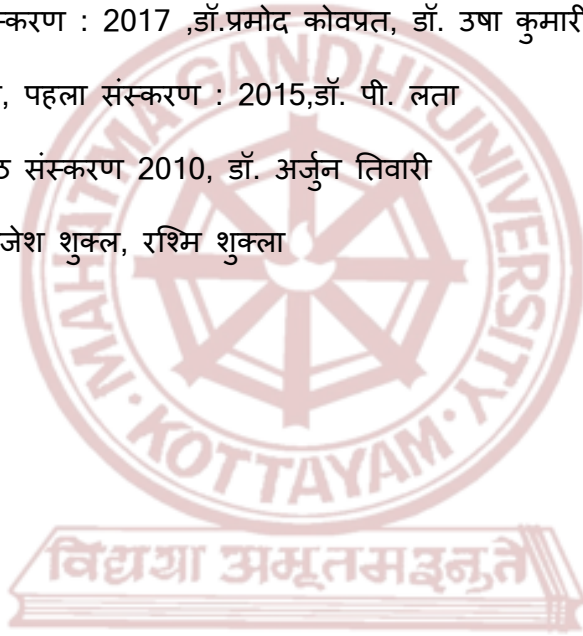 स्करण : 2017 ,डॉ.प्रमोद कोवप्रत, डॉ. उषा कुमारी
, पहला संस्करण : 2015,डॉ. पी. लता
संस्करण 2010, डॉ. अर्जुन तिवारी
जेश शुक्ल, रश्मि शुक्ला
MAHATMA GANDHI UNIVERSITY
KOTTAYAM
विद्यया अमृतमश्नुते